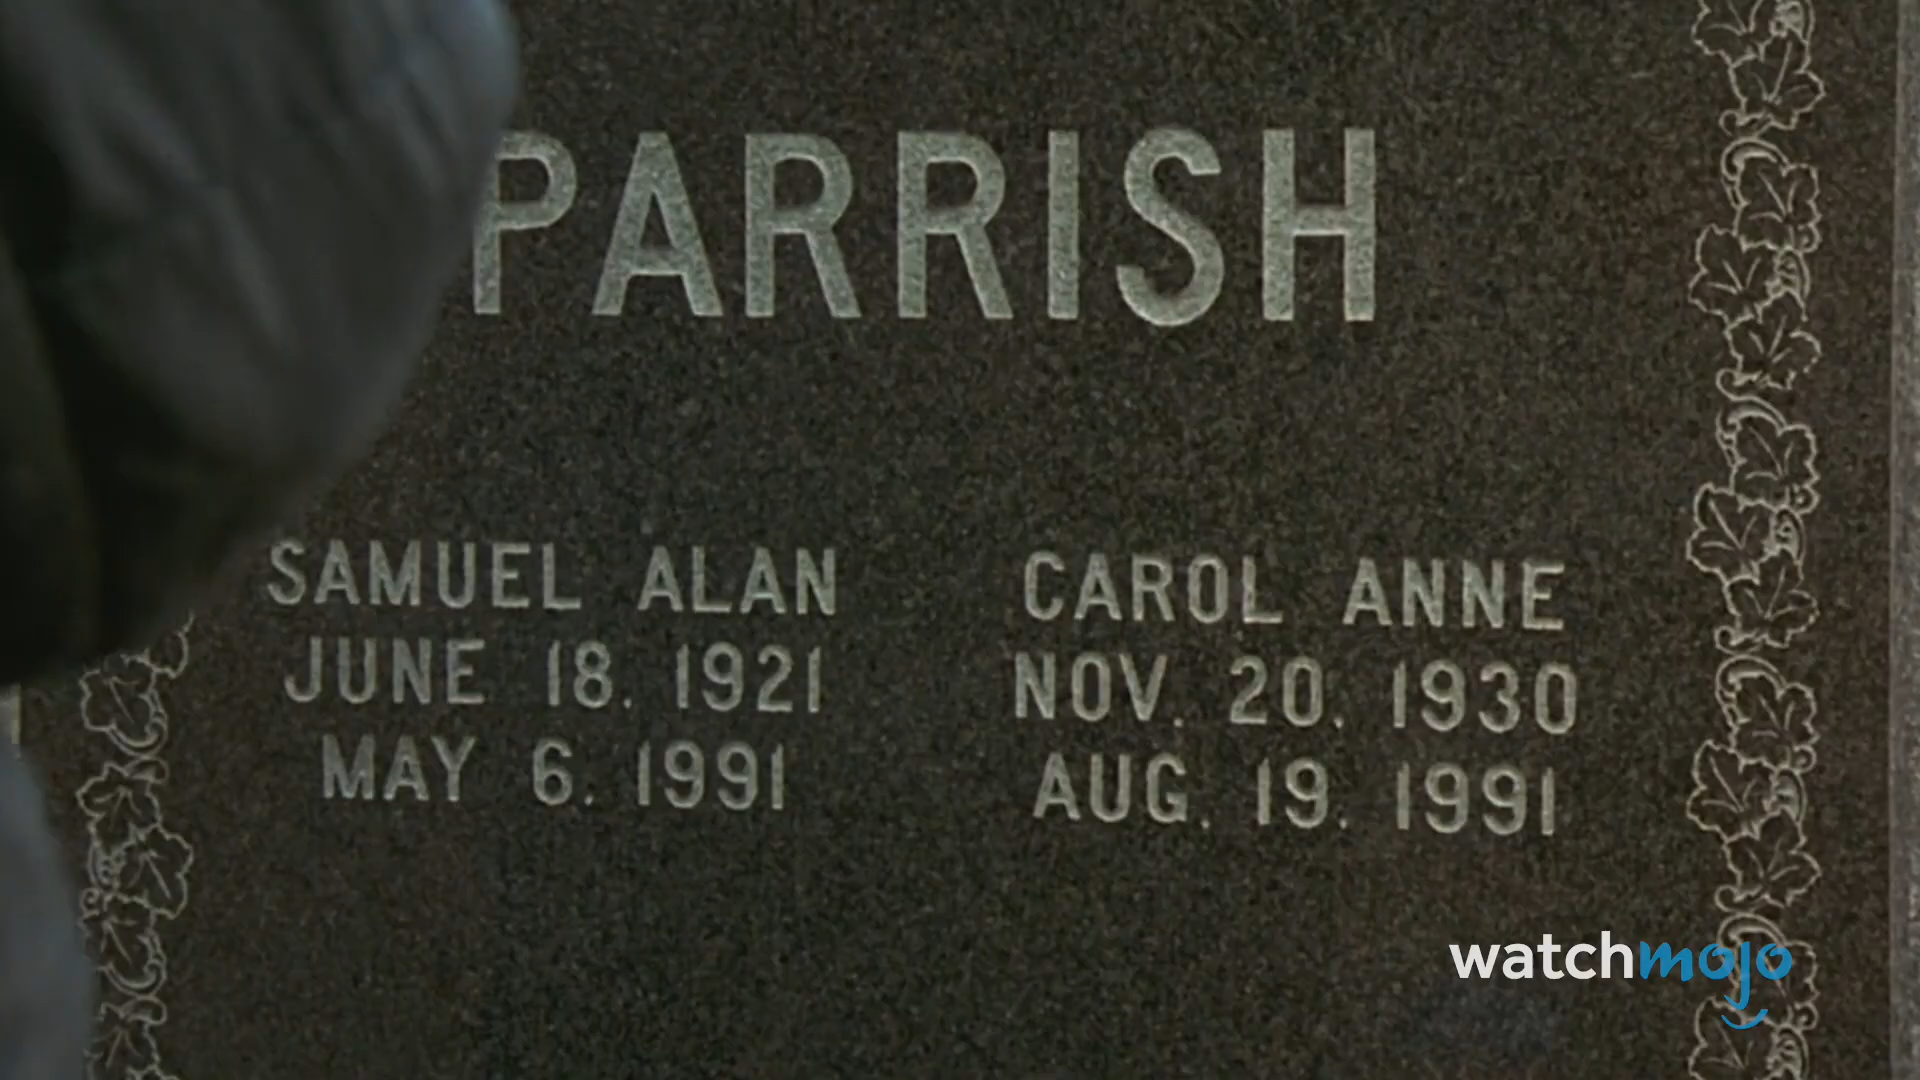 PARRISH
SAMUEL ALAN
JUNE 18. 1921
MAY 6. 1991
CAROL ANNE
NOV. 20. 1930
AUG. 19. 1991
watchmojo